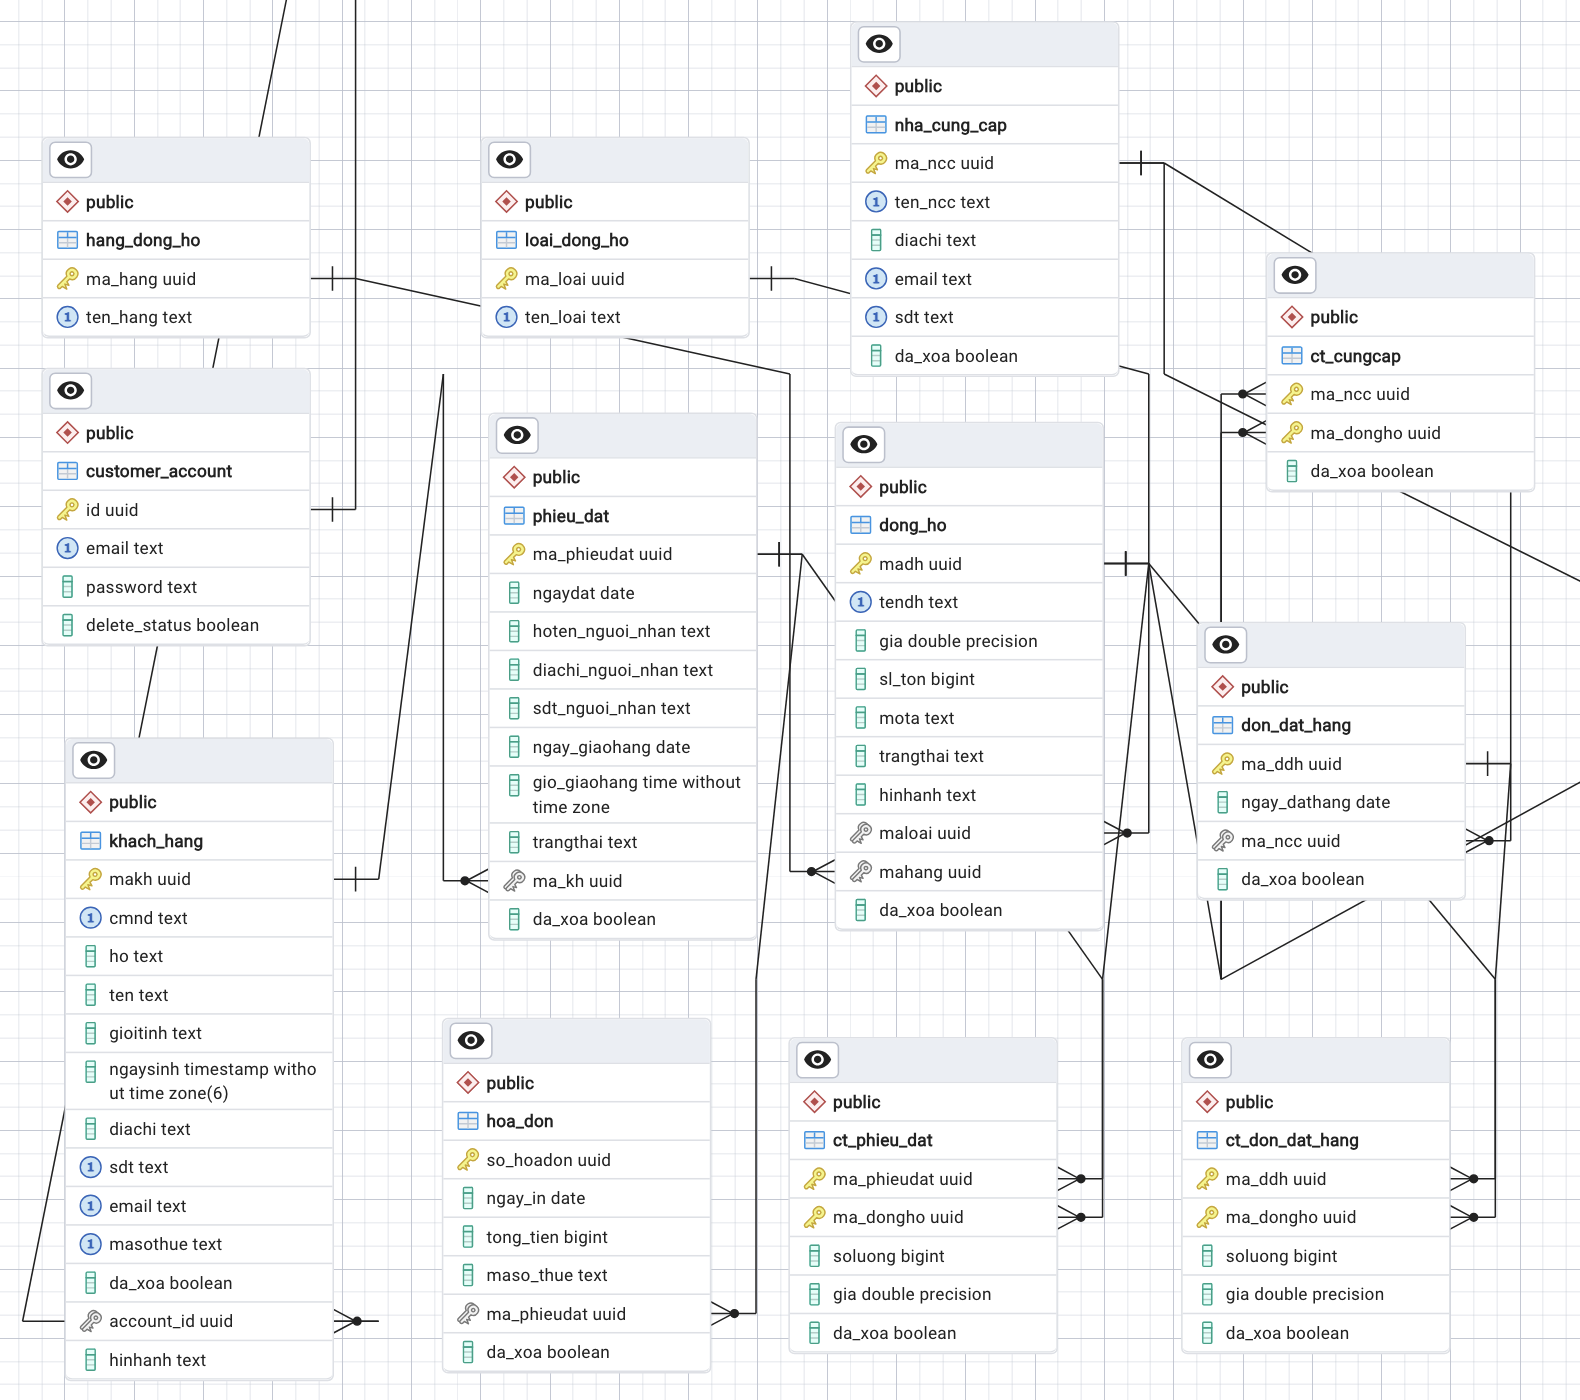 public
hang_dong_ho
ma_hang uuid
ten_hang text
public
loai_dong_ho
ma_loai uuid
ten_loai text
public
nha_cung_cap
ma_ncc uuid
ten_ncc text
diachi text
email text
sdt text
da_xoa boolean
public
ct_cungcap
ma_ncc uuid
ma_dongho uuid
da_xoa boolean
public
customer_account
id uuid
email text
password text
delete_status boolean
public
phieu_dat
ma_phieudat uuid
ngaydat date
hoten_nguoi_nhan text
diachi_nguoi_nhan text
sdt_nguoi_nhan text
ngay_giaohang date
gio_giaohang time without
time zone
trangthai text
ma_kh uuid
da_xoa boolean
public
dong_ho
madh uuid
tendh text
gia double precision
sl_ton bigint
mota text
trangthai text
hinhanh text
maloai uuid
mahang uuid
da_xoa boolean
public
don_dat_hang
ma_ddh uuid
ngay_dathang date
ma_ncc uuid
da_xoa boolean
public
khach_hang
makh uuid
cmnd text
ho text
ten text
gioitinh text
ngaysinh timestamp witho
ut time zone(6)
diachi text
sdt text
email text
masothue text
da_xoa boolean
account_id uuid
hinhanh text
public
hoa_don
so_hoadon uuid
ngay_in date
tong_tien bigint
maso_thue text
ma_phieudat uuid
da_xoa boolean
public
ct_phieu_dat
ma_phieudat uuid
ma_dongho uuid
soluong bigint
gia double precision
da_xoa boolean
public
ct_don_dat_hang
ma_ddh uuid
ma_dongho uuid
soluong bigint
gia double precision
da_xoa boolean